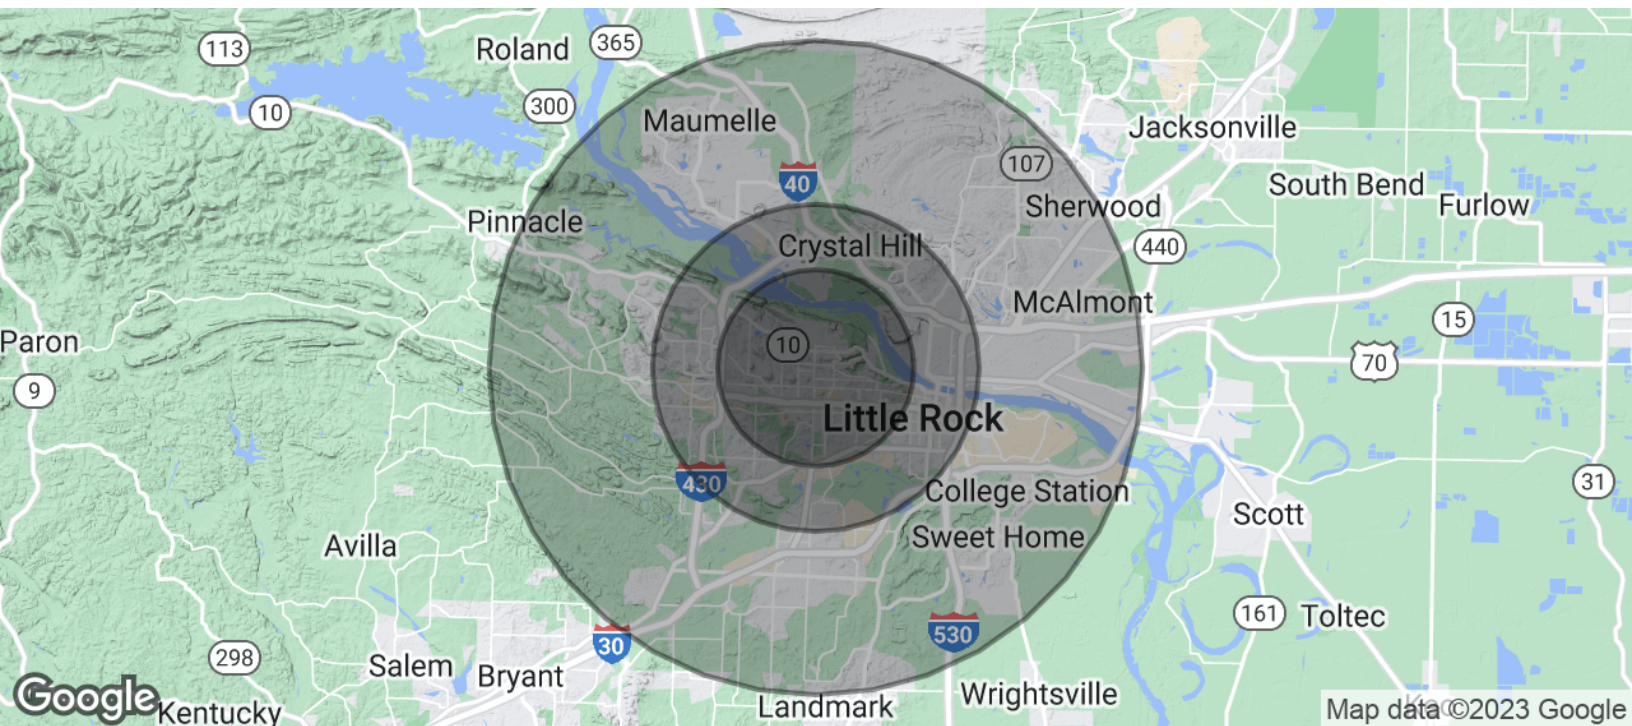 Roland
365
113
300
10
Maumelle
Jacksonville
107
40
South Bend
Sherwood
Furlow
Pinnacle
Crystal Hill
440
McAlmont
15
Paron
10
70
9
Little Rock
430
College Station
31
Scott
Sweet Home
Avilla
161
Toltec
530
30
298
Salem
Bryant
Wrightsville
Landmark
Google
Kentucky
Map data ©2023 Google